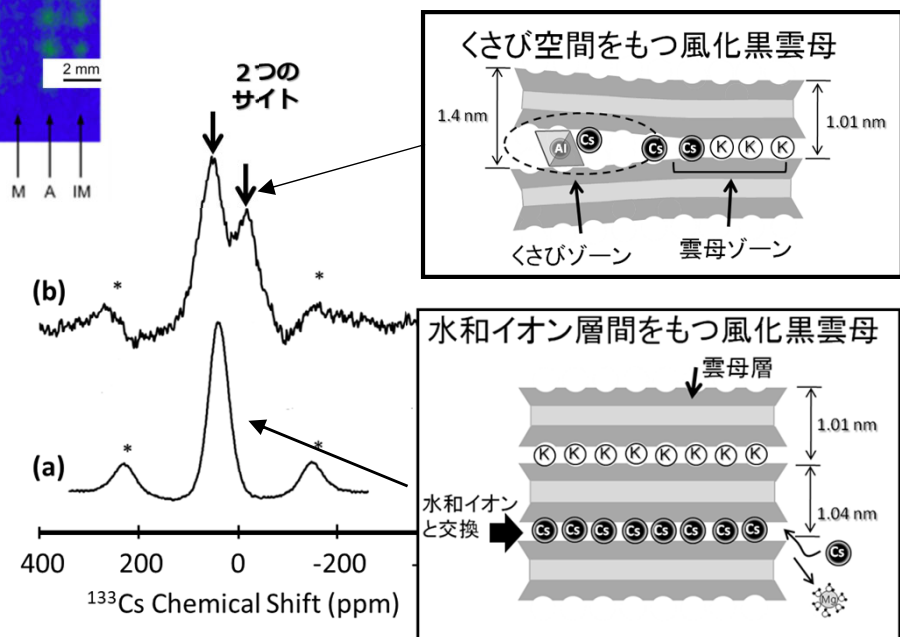 2 mm
M A IM
2つの
サイト
(b)
*
*
(a)
*
*
400 200 0 -200 -
133Cs Chemical Shift (ppm)
くさび空間をもつ風化黒雲母
1.4 nm
1.01 nm
Al Cs Cs Cs K K K
くさびゾーン
雲母ゾーン
水和イオン層間をもつ風化黒雲母
雲母層
1.01 nm
K K K K K K K K
水和イオン
と交換
1.04 nm
Cs Cs Cs Cs Cs Cs Cs Cs
Cs
Mg